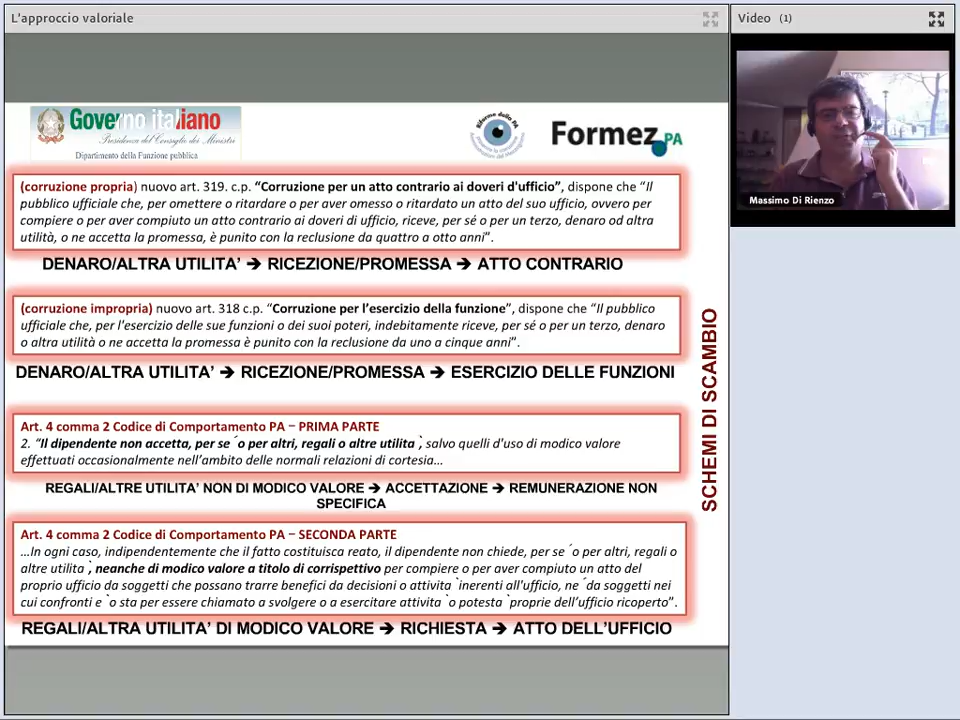 L'approccio valoriale
Video (1)
Governo italiano
Presidenza del Consiglio dei Ministri
Dipartimento della Funzione pubblica
Riforme della PA
Formez PA
Massimo Di Rienzo
(corruzione propria) nuovo art. 319. c.p. “Corruzione per un atto contrario ai doveri d'ufficio”, dispone che “Il
pubblico ufficiale che, per omettere o ritardare o per aver omesso o ritardato un atto del suo ufficio, ovvero per
compiere o per aver compiuto un atto contrario ai doveri di ufficio, riceve, per sé o per un terzo, denaro od altra
utilità, o ne accetta la promessa, è punito con la reclusione da quattro a otto anni”.
DENARO/ALTRA UTILITA’ ➔ RICEZIONE/PROMESSA ➔ ATTO CONTRARIO
(corruzione impropria) nuovo art. 318 c.p. “Corruzione per l’esercizio della funzione”, dispone che “Il pubblico
ufficiale che, per l'esercizio delle sue funzioni o dei suoi poteri, indebitamente riceve, per sé o per un terzo, denaro
o altra utilità o ne accetta la promessa è punito con la reclusione da uno a cinque anni”.
DENARO/ALTRA UTILITA’ ➔ RICEZIONE/PROMESSA ➔ ESERCIZIO DELLE FUNZIONI
SCHEMI DI SCAMBIO
Art. 4 comma 2 Codice di Comportamento PA – PRIMA PARTE
2. “Il dipendente non accetta, per se ́ o per altri, regali o altre utilita ̀, salvo quelli d'uso di modico valore
effettuati occasionalmente nell’ambito delle normali relazioni di cortesia…
REGALI/ALTRE UTILITA’ NON DI MODICO VALORE ➔ ACCETTAZIONE ➔ REMUNERAZIONE NON
SPECIFICA
Art. 4 comma 2 Codice di Comportamento PA – SECONDA PARTE
…In ogni caso, indipendentemente che il fatto costituisca reato, il dipendente non chiede, per se ́ o per altri, regali o
altre utilita ̀, neanche di modico valore a titolo di corrispettivo per compiere o per aver compiuto un atto del
proprio ufficio da soggetti che possano trarre benefici da decisioni o attivita ̀ inerenti all'ufficio, ne ́ da soggetti nei
cui confronti e ̀ o sta per essere chiamato a svolgere o a esercitare attivita ̀ o potesta ̀ proprie dell’ufficio ricoperto”.
REGALI/ALTRA UTILITA’ DI MODICO VALORE ➔ RICHIESTA ➔ ATTO DELL’UFFICIO